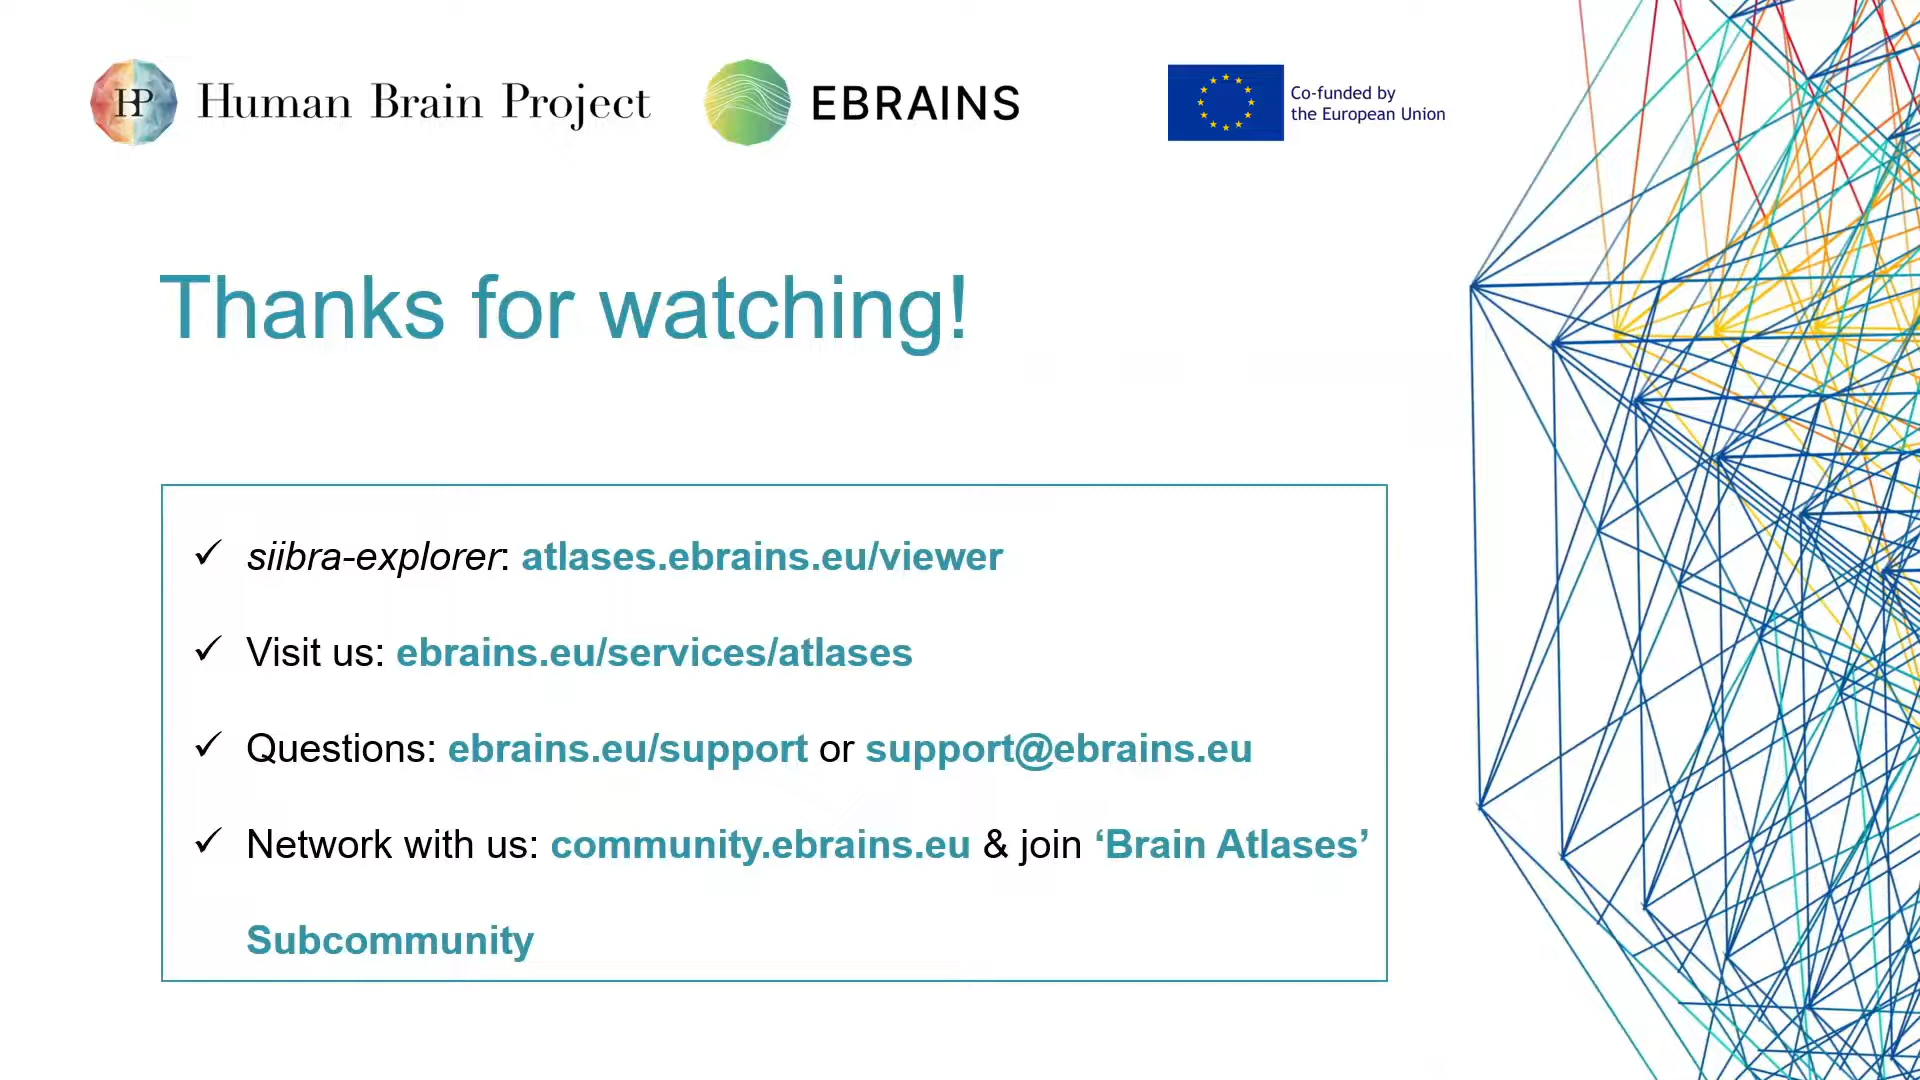 HP Human Brain Project
EBRAINS
Co-funded by
the European Union
Thanks for watching!
✓ siibra-explorer: atlases.ebrains.eu/viewer
✓ Visit us: ebrains.eu/services/atlases
✓ Questions: ebrains.eu/support or support@ebrains.eu
✓ Network with us: community.ebrains.eu & join ‘Brain Atlases’
Subcommunity